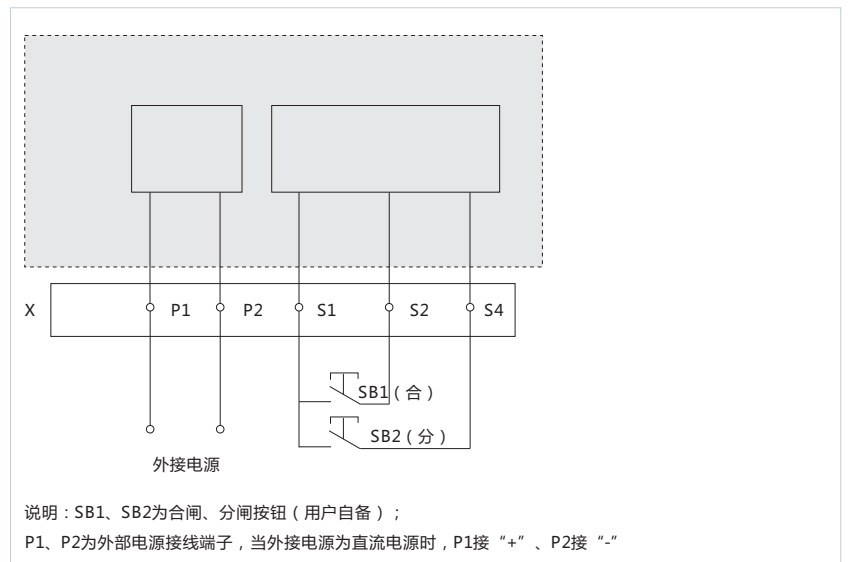 X P1 P2 S1 S2 S4
SB1（合）
SB2（分）
外接电源
说明：SB1、SB2为合闸、分闸按钮（用户自备）；
P1、P2为外部电源接线端子，当外接电源为直流电源时，P1接“+”、P2接“-”